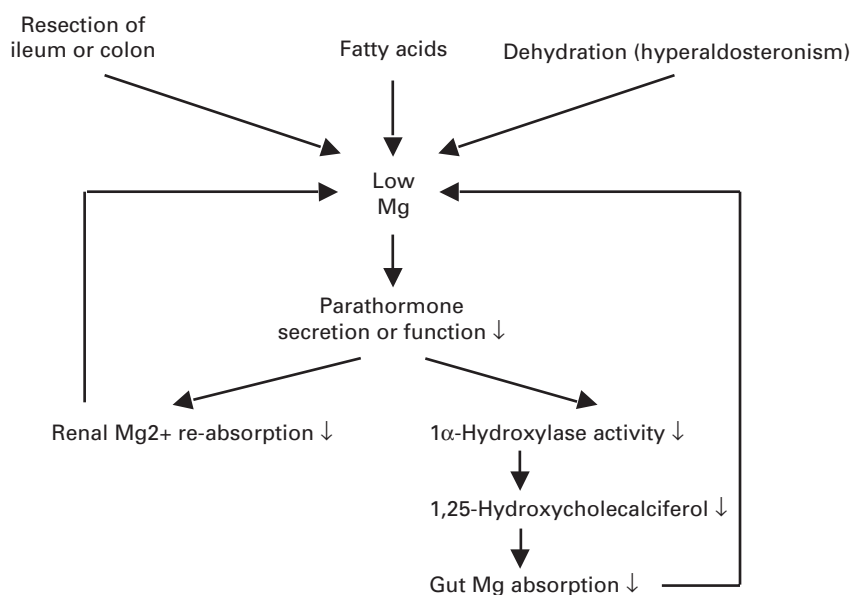 Resection of
ileum or colon
Fatty acids
Dehydration (hyperaldosteronism)
Low
Mg
Parathormone
secretion or function ↓
Renal Mg2+ re-absorption ↓
1α-Hydroxylase activity ↓
1,25-Hydroxycholecalciferol ↓
Gut Mg absorption ↓